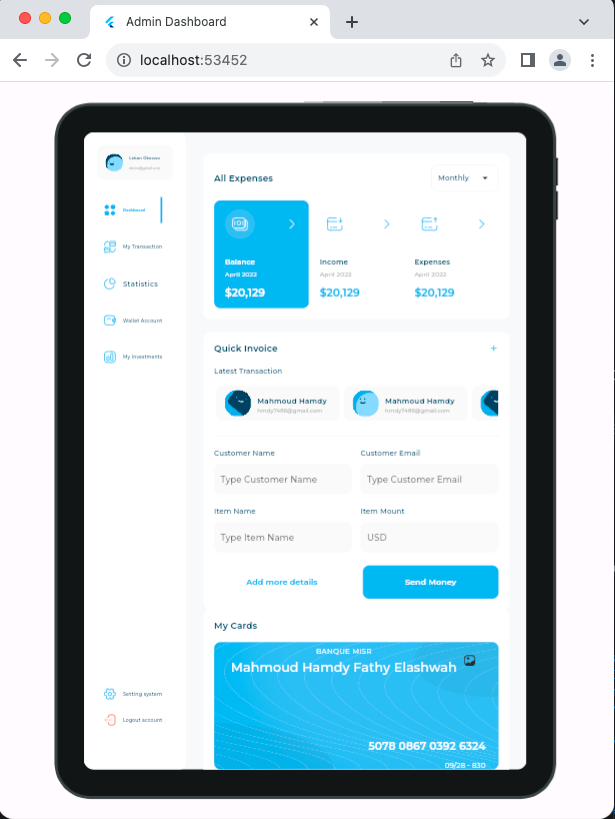 Admin Dashboard
localhost:53452
Lekan Okeowo
demo@gmail.com
Dashboard
My Transaction
Statistics
Wallet Account
My Investments
Setting system
Logout account
All Expenses
Monthly
Balance
April 2022
$20,129
Income
April 2022
$20,129
Expenses
April 2022
$20,129
Quick Invoice
Latest Transaction
Mahmoud Hamdy
hmdy7486@gmail.com
Mahmoud Hamdy
hmdy7486@gmail.com
Customer Name
Customer Email
Type Customer Name
Type Customer Email
Item Name
Item Mount
Type Item Name
USD
Add more details
Send Money
My Cards
BANQUE MISR
Mahmoud Hamdy Fathy Elashwah
5078 0867 0392 6324
09/28 - 830